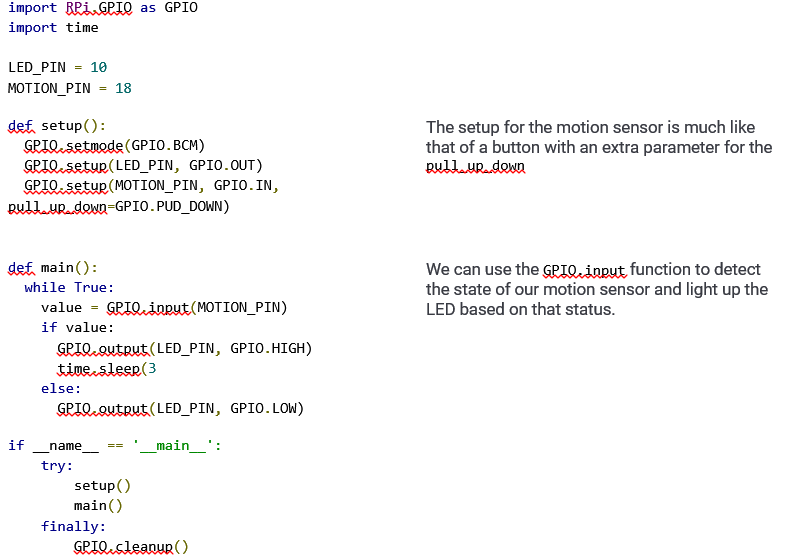 import RPi.GPIO as GPIO
import time
LED_PIN = 10
MOTION_PIN = 18
def setup():
GPIO.setmode(GPIO.BCM)
GPIO.setup(LED_PIN, GPIO.OUT)
GPIO.setup(MOTION_PIN, GPIO.IN,
pull_up_down=GPIO.PUD_DOWN)
The setup for the motion sensor is much like
that of a button with an extra parameter for the
pull_up_down
def main():
while True:
value = GPIO.input(MOTION_PIN)
if value:
GPIO.output(LED_PIN, GPIO.HIGH)
time.sleep(3
else:
GPIO.output(LED_PIN, GPIO.LOW)
We can use the GPIO.input function to detect
the state of our motion sensor and light up the
LED based on that status.
if __name__ == '__main__':
try:
setup()
main()
finally:
GPIO.cleanup()